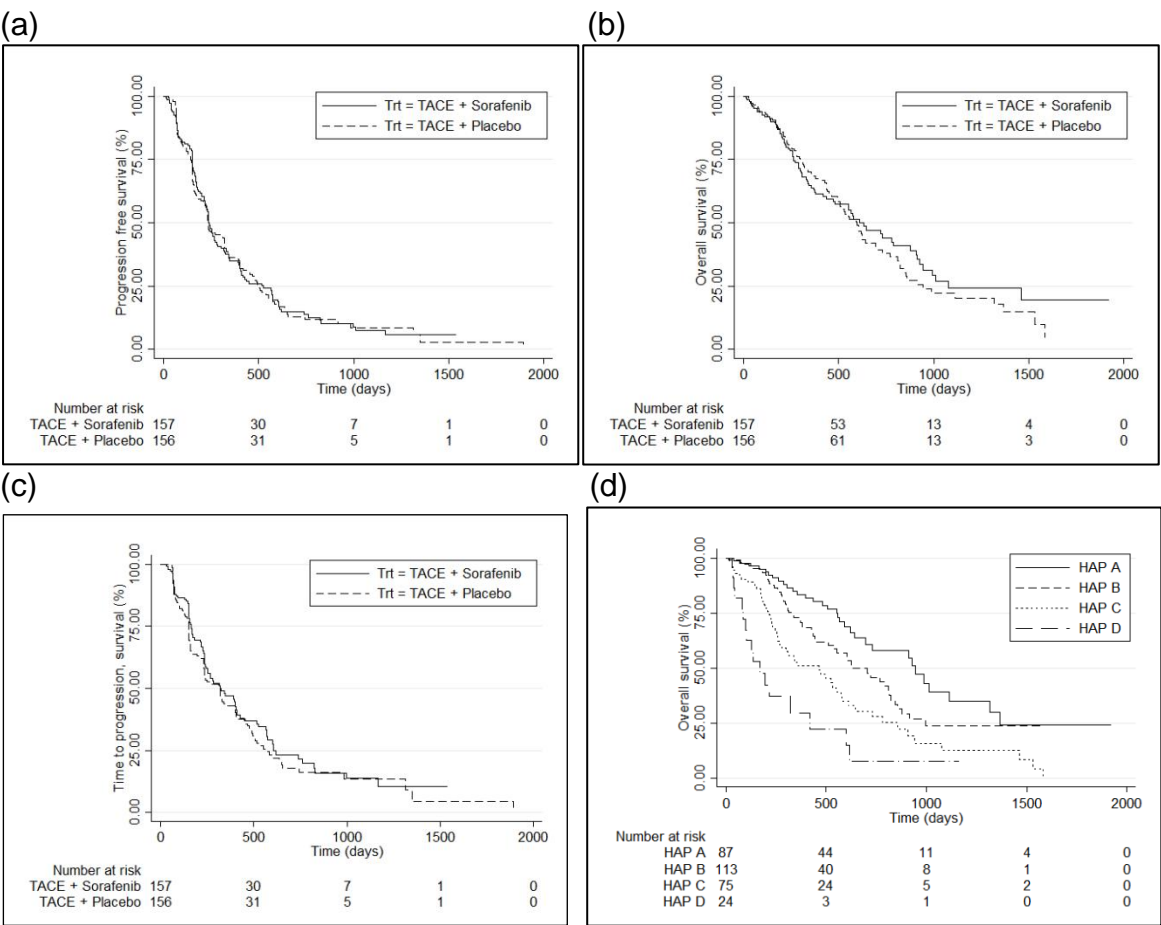 (a)
Progression free survival (%)
100.00
75.00
50.00
25.00
0.00
Trt = TACE + Sorafenib
Trt = TACE + Placebo
0 500 1000 1500 2000
Time (days)
Number at risk
TACE + Sorafenib 157 30 7 1 0
TACE + Placebo 156 31 5 1 0
(b)
Overall survival (%)
100.00
75.00
50.00
25.00
0.00
Trt = TACE + Sorafenib
Trt = TACE + Placebo
0 500 1000 1500 2000
Time (days)
Number at risk
TACE + Sorafenib 157 53 13 4 0
TACE + Placebo 156 61 13 3 0
(c)
Time to progression, survival (%)
100.00
75.00
50.00
25.00
0.00
Trt = TACE + Sorafenib
Trt = TACE + Placebo
0 500 1000 1500 2000
Time (days)
Number at risk
TACE + Sorafenib 157 30 7 1 0
TACE + Placebo 156 31 5 1 0
(d)
Overall survival (%)
100.00
75.00
50.00
25.00
0.00
HAP A
HAP B
HAP C
HAP D
0 500 1000 1500 2000
Time (days)
Number at risk
HAP A 87 44 11 4 0
HAP B 113 40 8 1 0
HAP C 75 24 5 2 0
HAP D 24 3 1 0 0